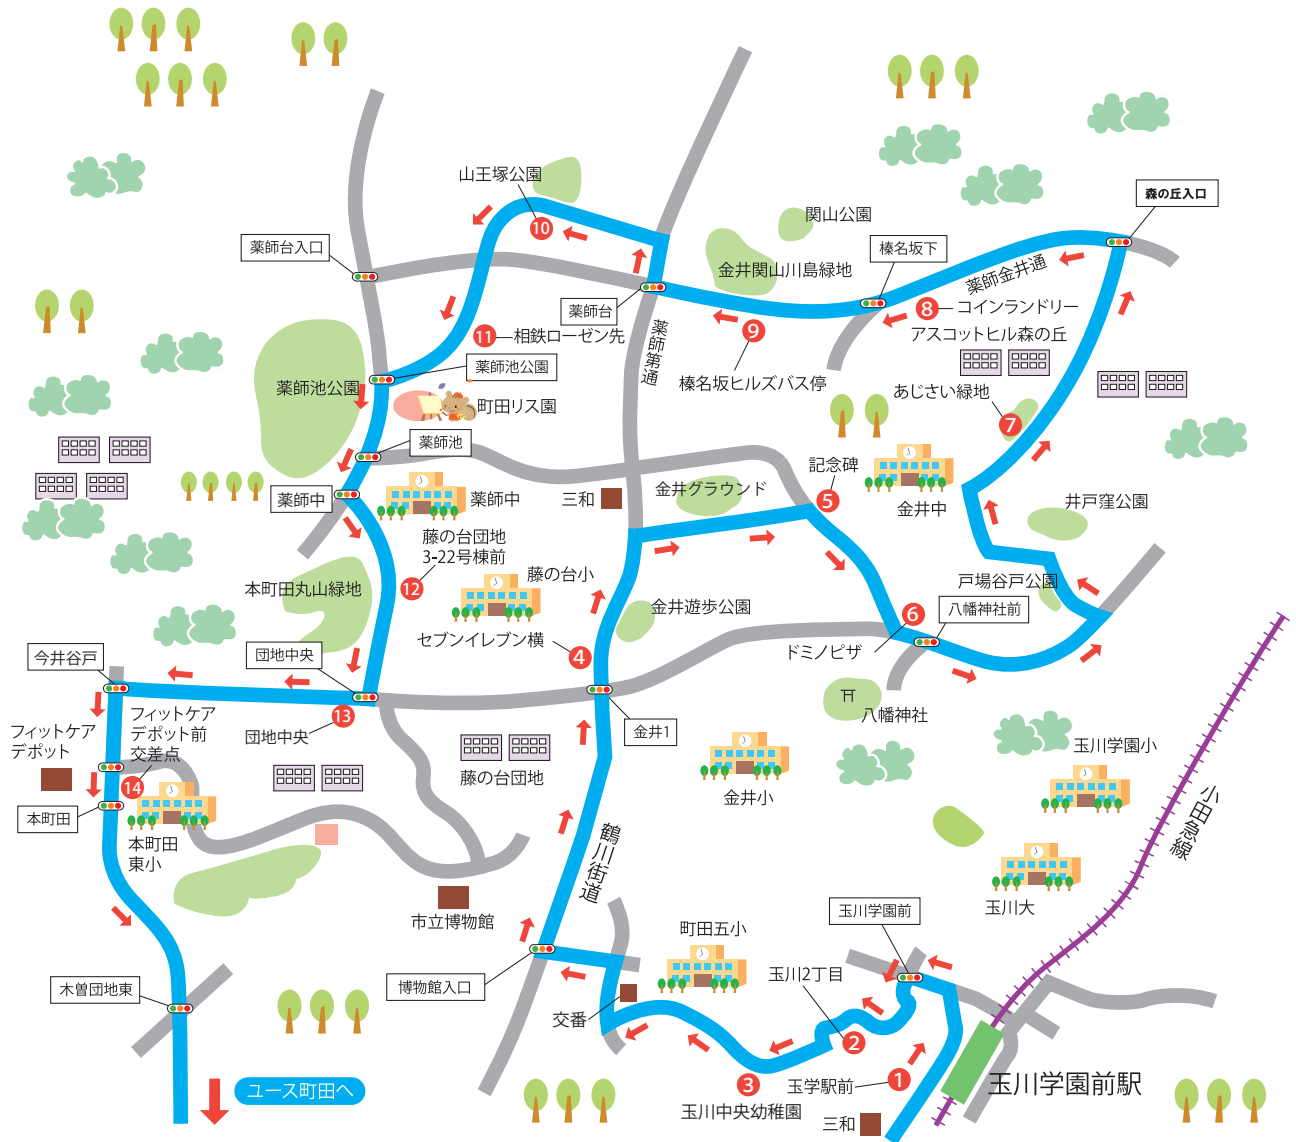 山王塚公園
関山公園
森の丘入口
薬師台入口
10
榛名坂下
金井関山川島緑地
薬師金井通
薬師台
8
コインランドリー
薬師第通
9
11
相鉄ローゼン先
アスコットヒル森の丘
薬師池公園
薬師池公園
榛名坂ヒルズバス停
あじさい緑地
町田リス園
7
薬師池
記念碑
薬師中
薬師中
三和
金井グラウンド
5
金井中
井戸窪公園
藤の台団地
3-22号棟前
藤の台小
本町田丸山緑地
12
戸場谷戸公園
金井遊歩公園
6
八幡神社前
セブンイレブン横
4
ドミノピザ
今井谷戸
団地中央
13
団地中央
フィットケア
デポット前
交差点
フィットケア
デポット
14
金井1
八幡神社
藤の台団地
金井小
玉川学園小
小田急線
本町田
本町田
東小
鶴川街道
市立博物館
玉川大
玉川学園前
町田五小
博物館入口
玉川2丁目
木曽団地東
交番
2
3
1
玉学駅前
玉川中央幼稚園
三和
玉川学園前駅
ユース町田へ